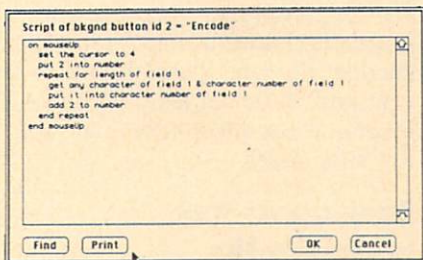 Script of bkgnd button id 2 = "Encode"
on mouseUp
set the cursor to 4
put 2 into number
repeat for length of field 1
get any character of field 1 & character number of field 1
put it into character number of field 1
add 2 to number
end repeat
end mouseUp
Find Print OK Cancel